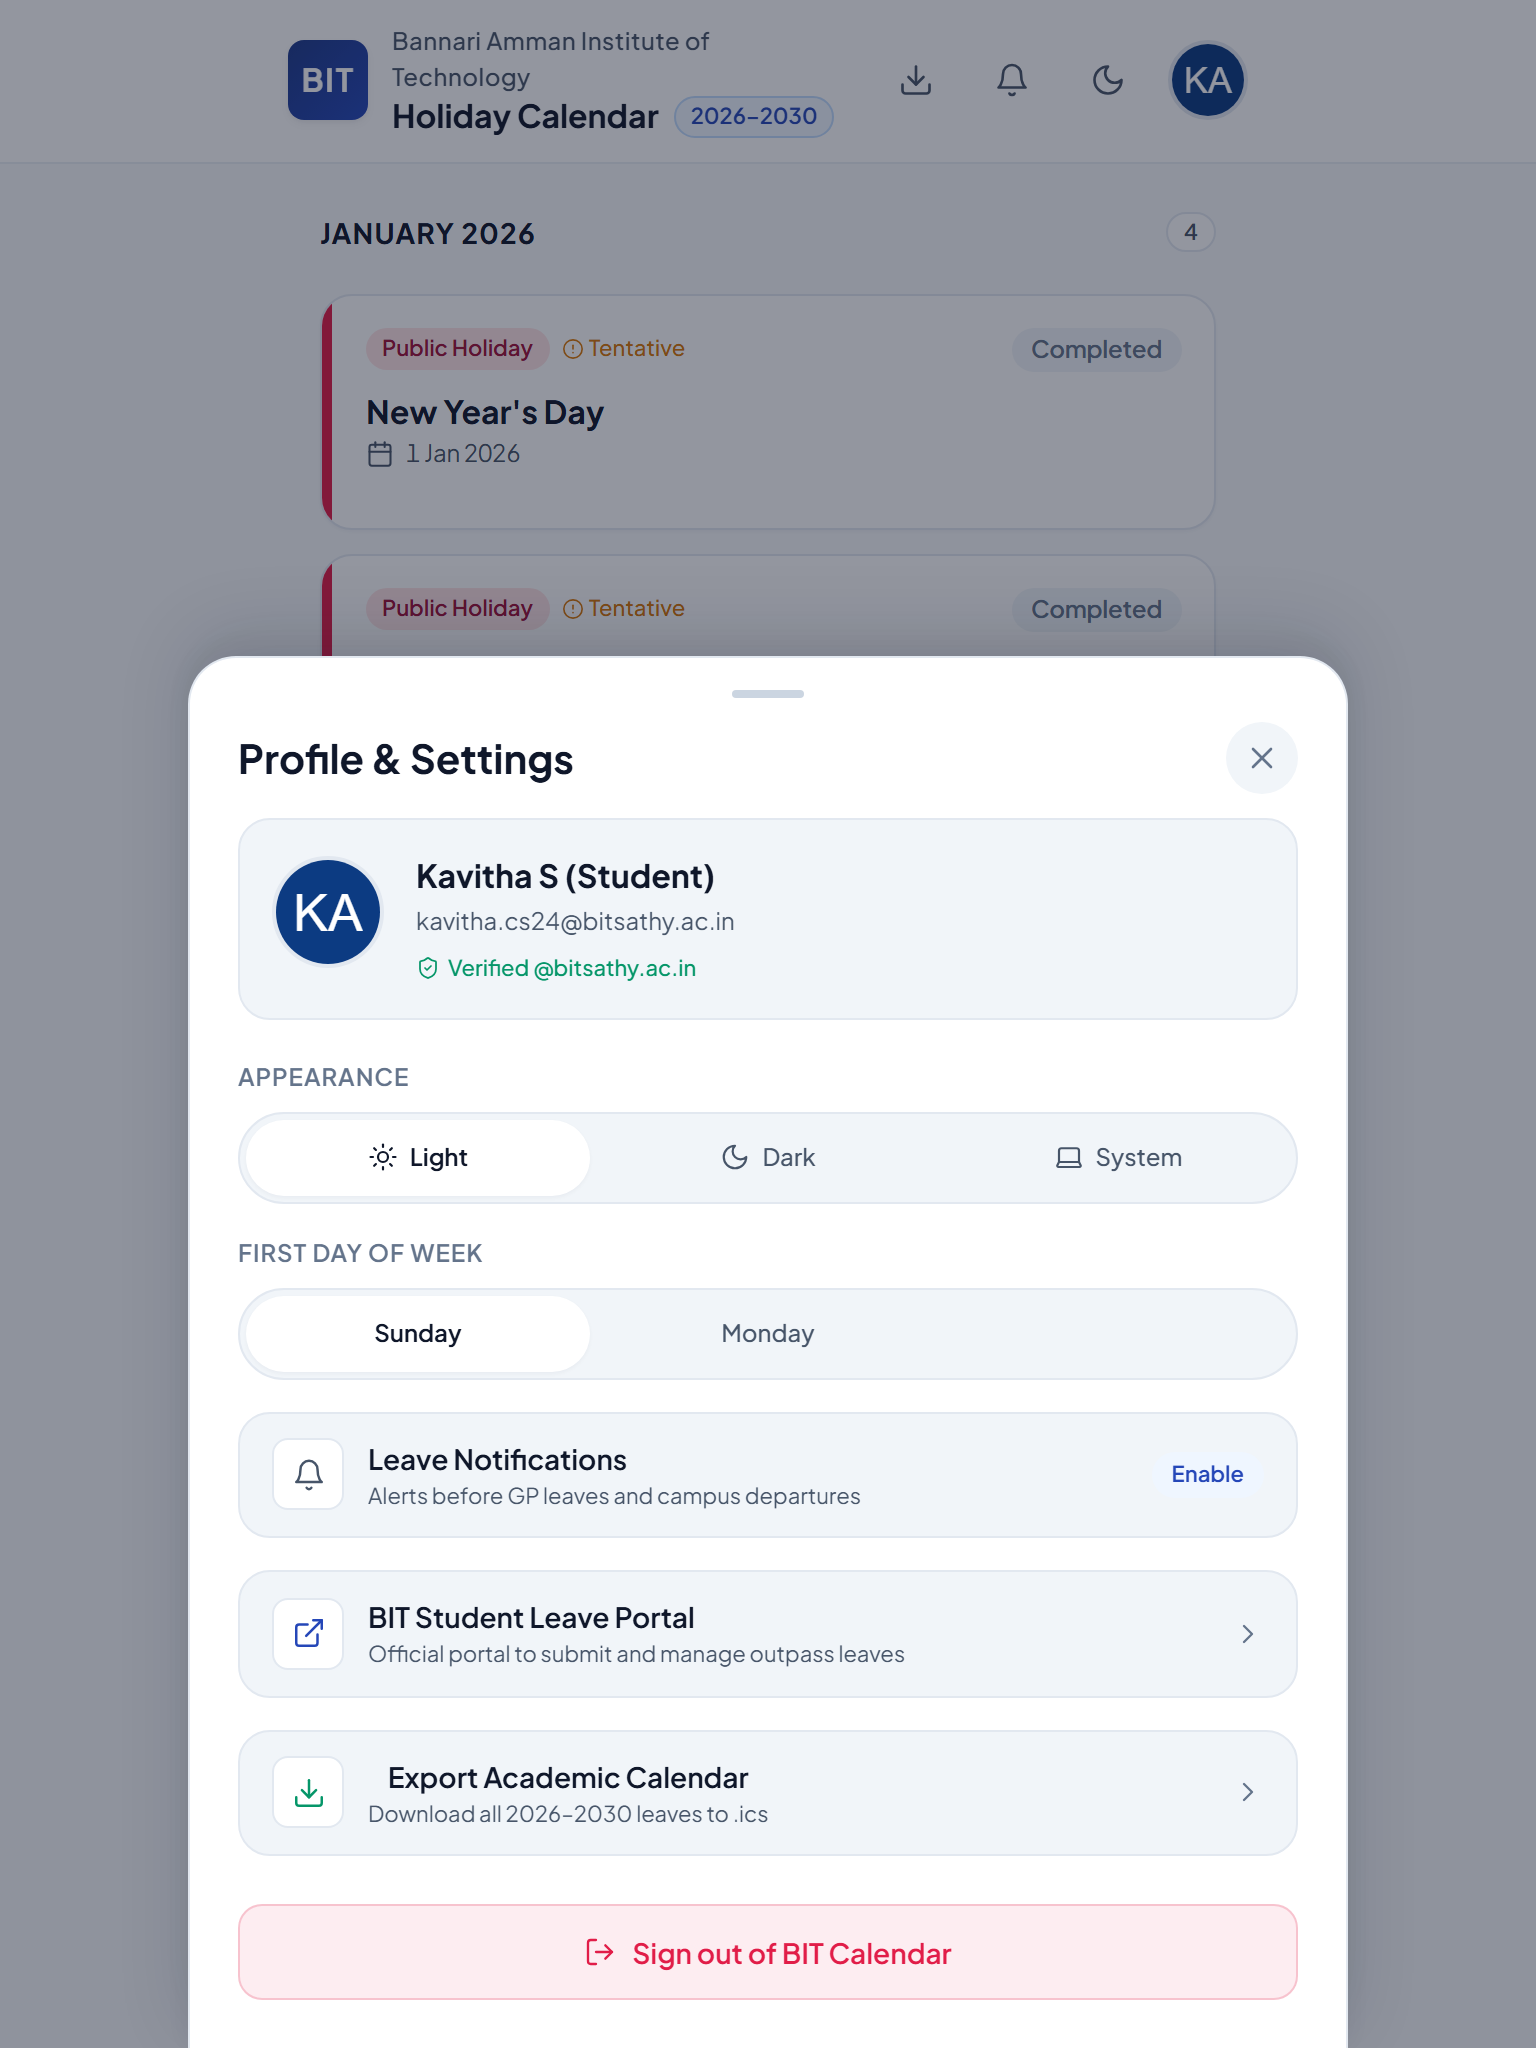 BIT
Bannari Amman Institute of
Technology
Holiday Calendar 2026–2030
KA
JANUARY 2026
4
Public Holiday Tentative Completed
New Year's Day
1 Jan 2026
Public Holiday Tentative Completed
Profile & Settings
KA
Kavitha S (Student)
kavitha.cs24@bitsathy.ac.in
Verified @bitsathy.ac.in
APPEARANCE
Light Dark System
FIRST DAY OF WEEK
Sunday Monday
Leave Notifications
Alerts before GP leaves and campus departures
Enable
BIT Student Leave Portal
Official portal to submit and manage outpass leaves
Export Academic Calendar
Download all 2026–2030 leaves to .ics
Sign out of BIT Calendar